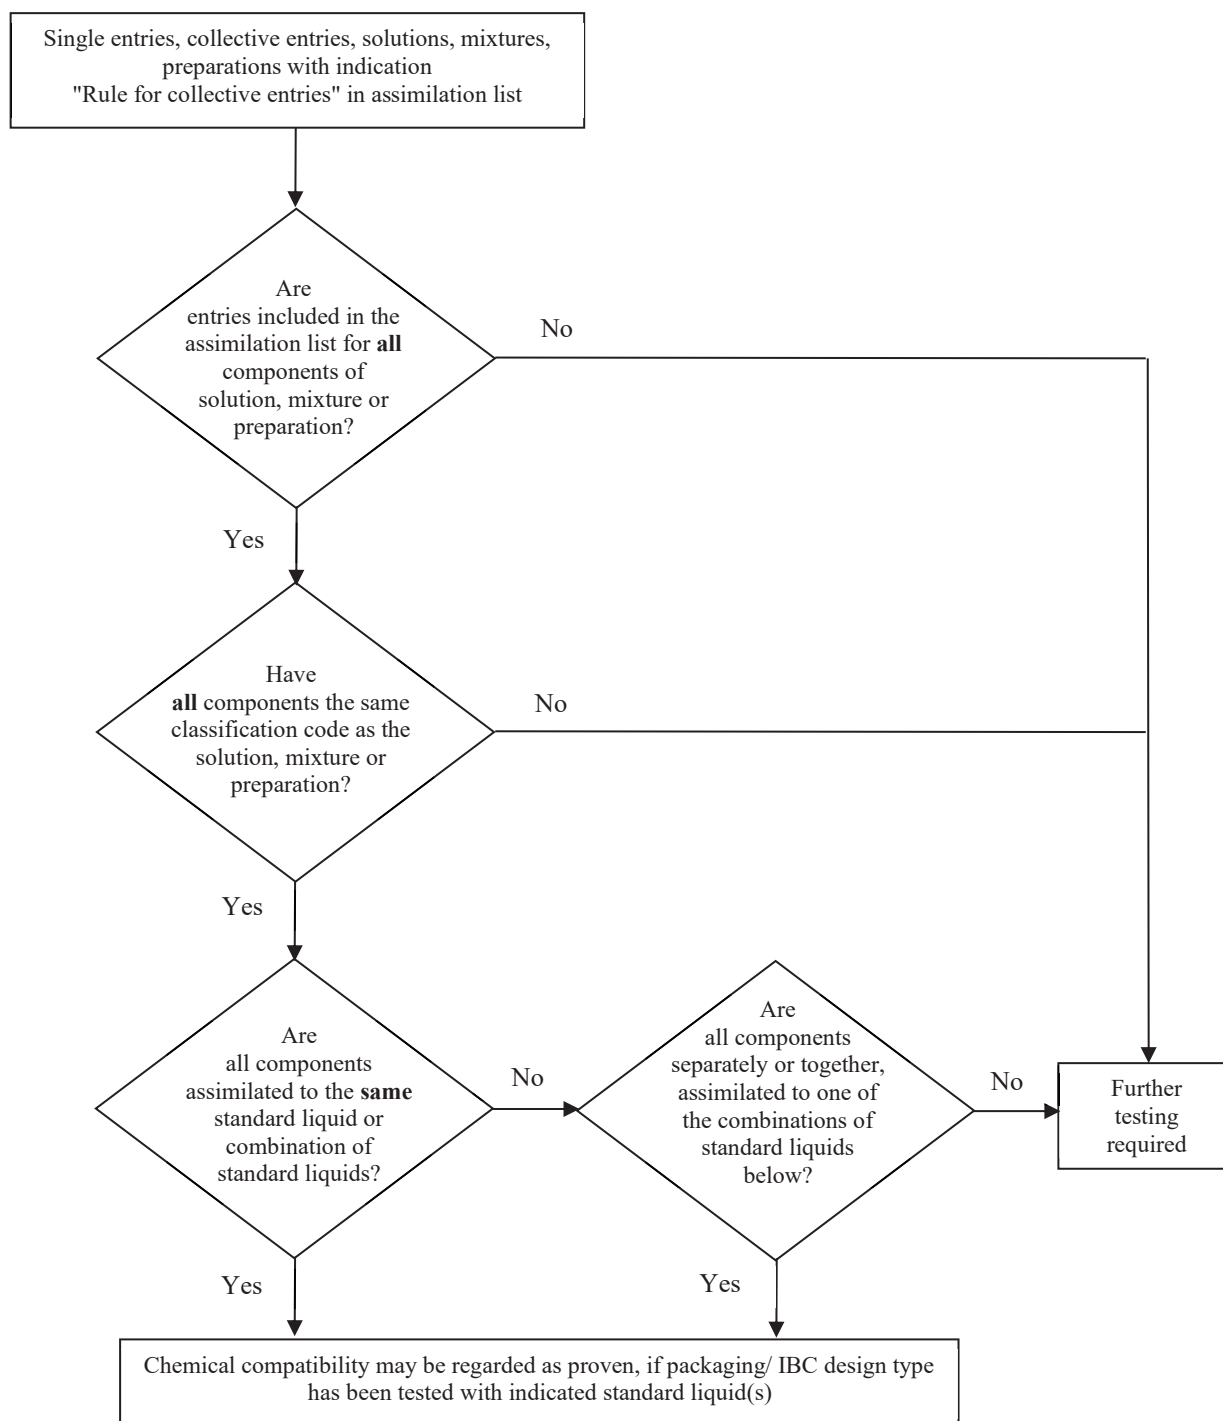 Single entries, collective entries, solutions, mixtures,
preparations with indication
"Rule for collective entries" in assimilation list
Are
entries included in the
assimilation list for all
components of
solution, mixture or
preparation?
No
Yes
Have
all components the same
classification code as the
solution, mixture or
preparation?
No
Yes
Are
all components
assimilated to the same
standard liquid or
combination of
standard liquids?
No
Are
all components
separately or together,
assimilated to one of
the combinations of
standard liquids
below?
No
Further
testing
required
Yes
Yes
Chemical compatibility may be regarded as proven, if packaging/ IBC design type
has been tested with indicated standard liquid(s)